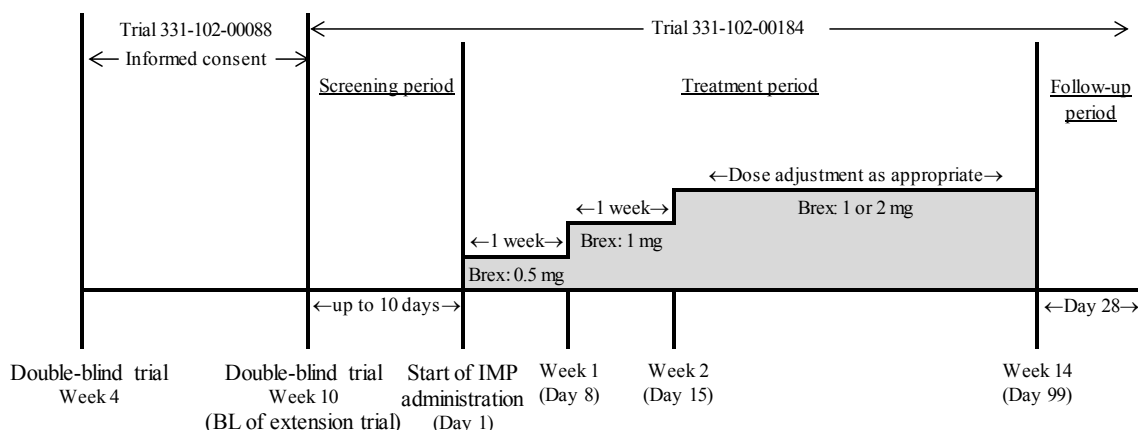 Trial 331-102-00088
Trial 331-102-00184
←Informed consent→
Screening period
Treatment period
Follow-up
period
←Dose adjustment as appropriate→
←1 week→
Brex: 1 or 2 mg
←1 week→
Brex: 1 mg
Brex: 0.5 mg
←up to 10 days→
←Day 28→
Double-blind trial
Week 4
Double-blind trial
Week 10
(BL of extension trial)
Start of IMP
administration
(Day 1)
Week 1
(Day 8)
Week 2
(Day 15)
Week 14
(Day 99)